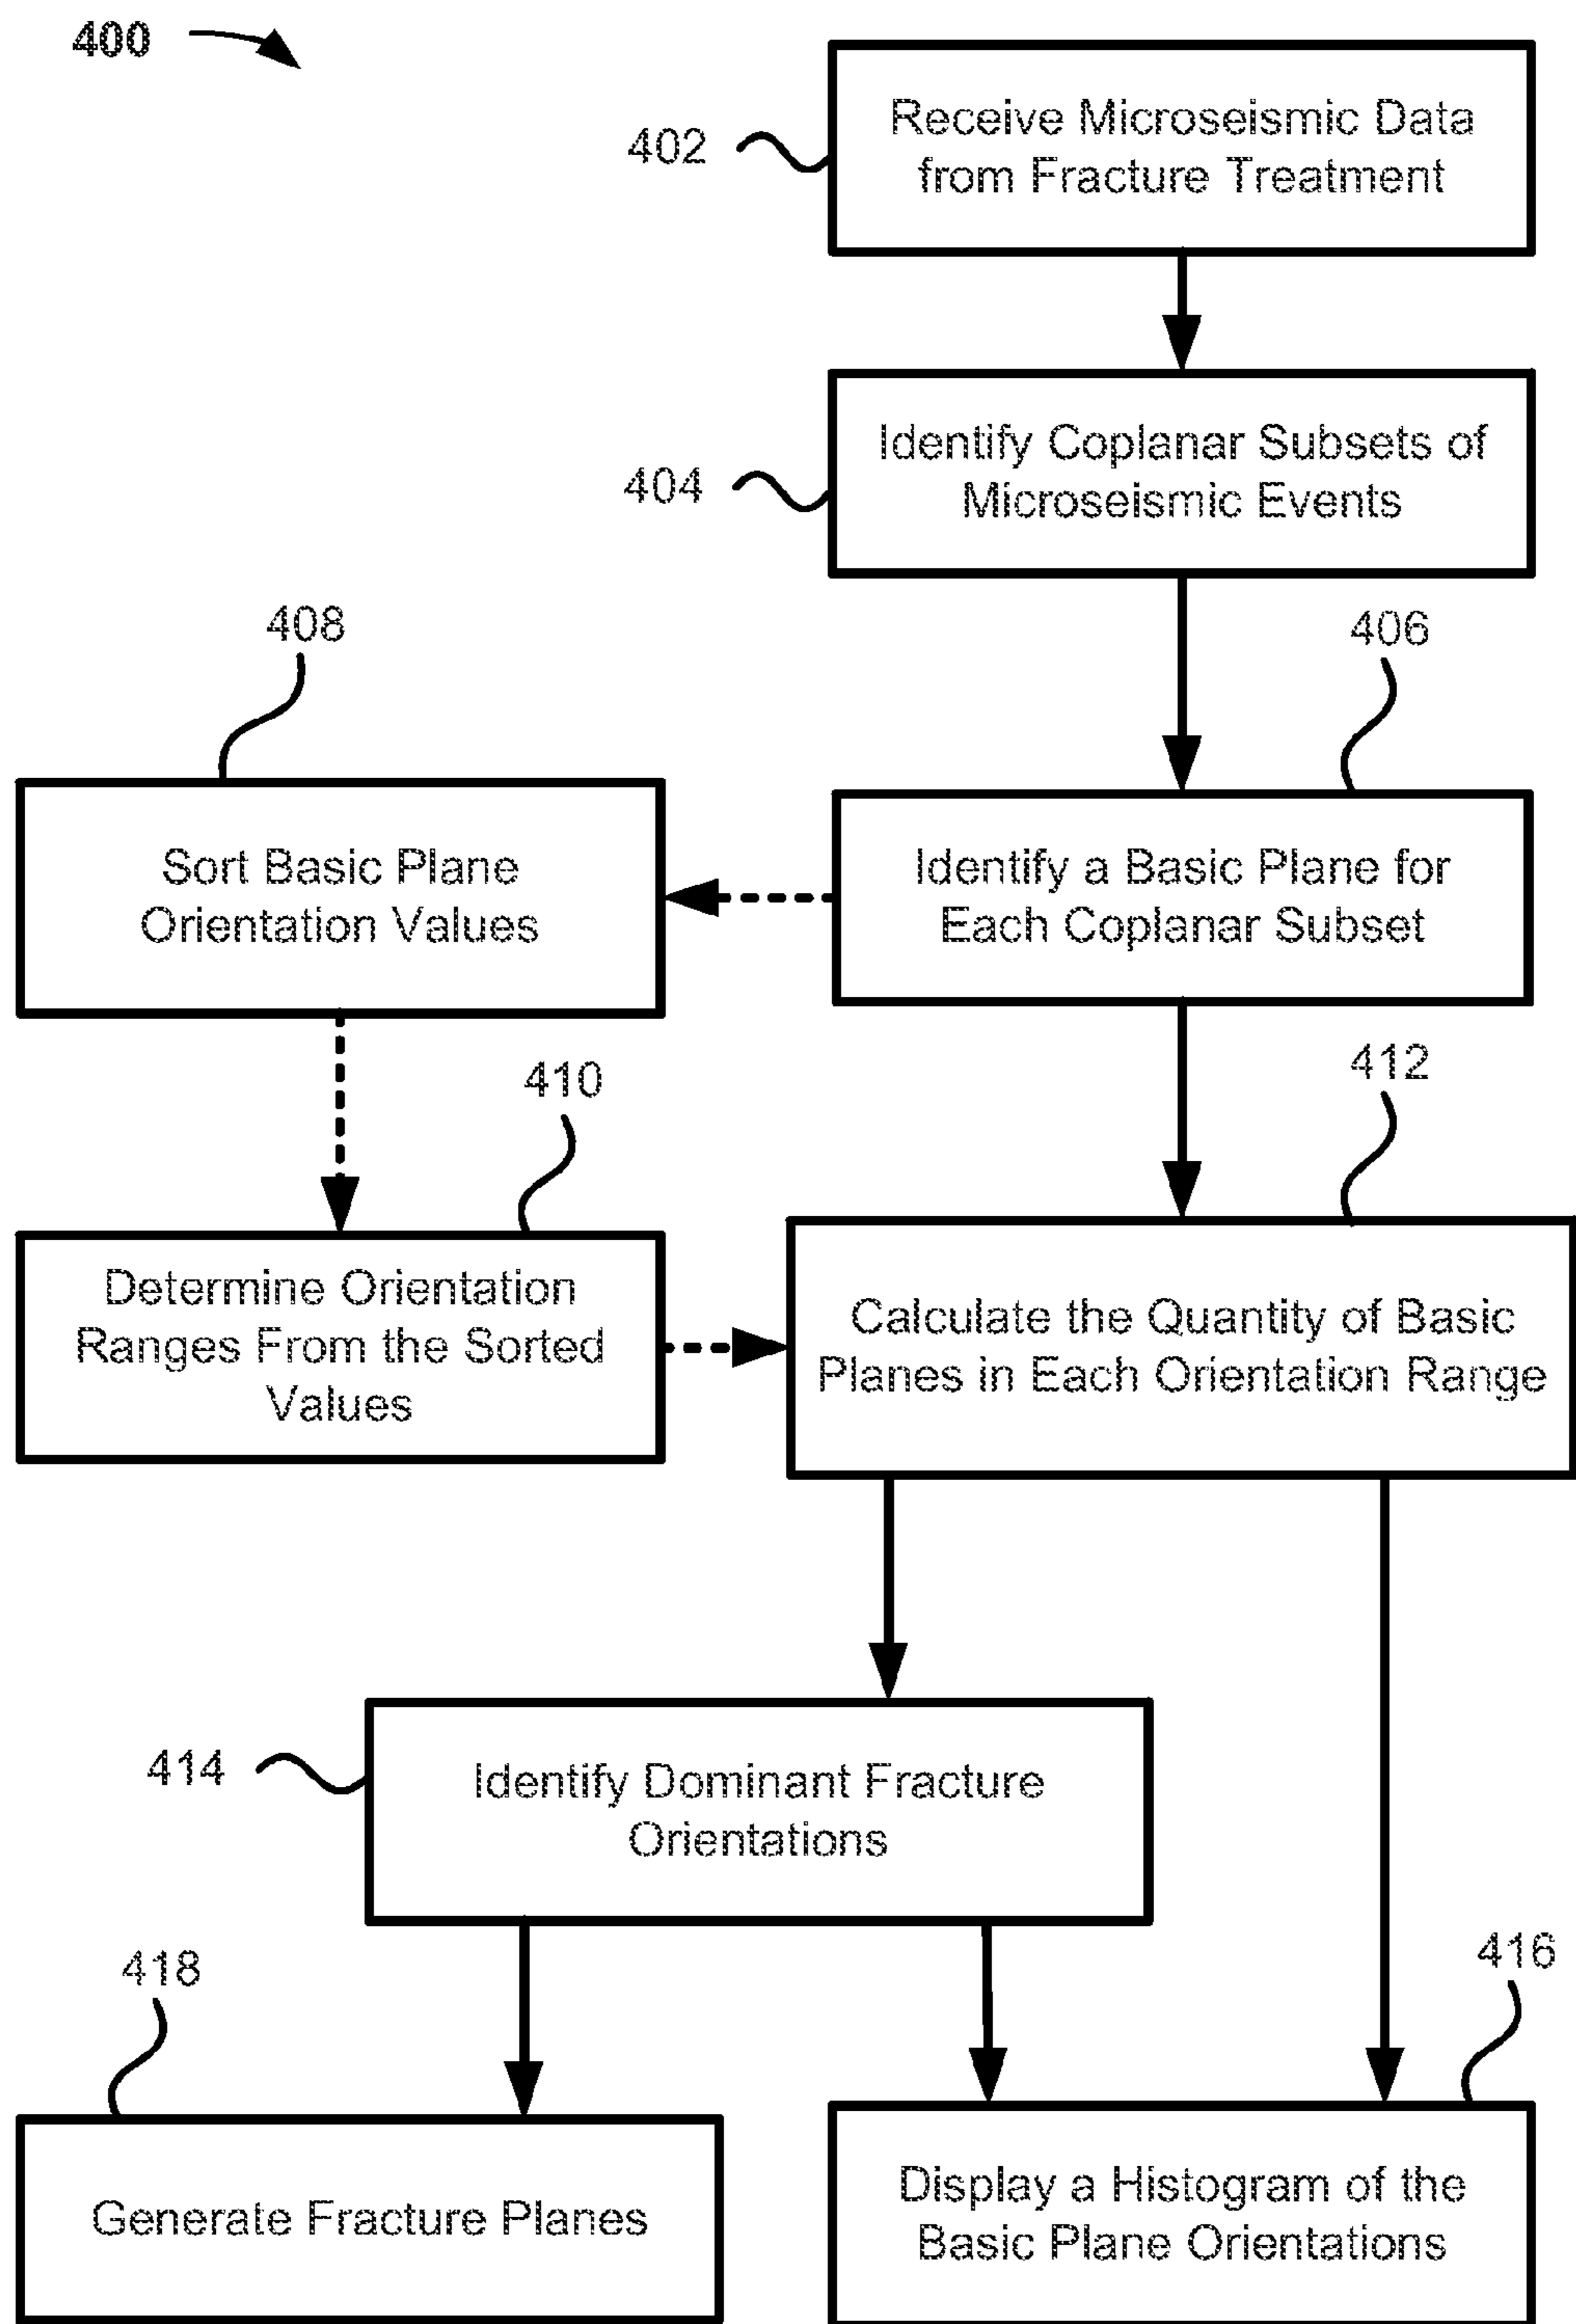 400
402
Receive Microseismic Data
from Fracture Treatment
404
Identify Coplanar Subsets of
Microseismic Events
408
406
Sort Basic Plane
Orientation Values
Identify a Basic Plane for
Each Coplanar Subset
410
412
Determine Orientation
Ranges From the Sorted
Values
Calculate the Quantity of Basic
Planes in Each Orientation Range
414
Identify Dominant Fracture
Orientations
418
416
Generate Fracture Planes
Display a Histogram of the
Basic Plane Orientations